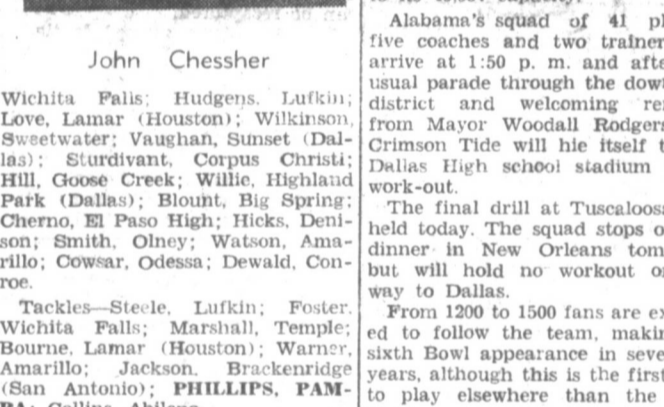 John Chessher
Wichita Falls; Hudgens, Lufkin;
Love, Lamar (Houston); Wilkinson,
Sweetwater; Vaughan, Sunset (Dal-
las); Sturdivant, Corpus Christi;
Hill, Goose Creek; Willie, Highland
Park (Dallas); Blount, Big Spring;
Cherno, El Paso High; Hicks, Deni-
son; Smith, Olney; Watson, Ama-
rillo; Cowsar, Odessa; Dewald, Con-
roe.
Tackles—Steele, Lufkin; Foster,
Wichita Falls; Marshall, Temple;
Bourne, Lamar (Houston); Warner,
Amarillo; Jackson, Brackenridge
(San Antonio); PHILLIPS, PAM-
Alabama's squad of 41 pl
five coaches and two trainer
arrive at 1:50 p. m. and afte
usual parade through the dow
district and welcoming re
from Mayor Woodall Rodgers
Crimson Tide will hie itself t
Dallas High school stadium
work-out.
The final drill at Tuscaloos
held today. The squad stops o
dinner in New Orleans tom
but will hold no workout o
way to Dallas.
From 1200 to 1500 fans are ex
ed to follow the team, makin
sixth Bowl appearance in seve
years, although this is the first
to play elsewhere than the